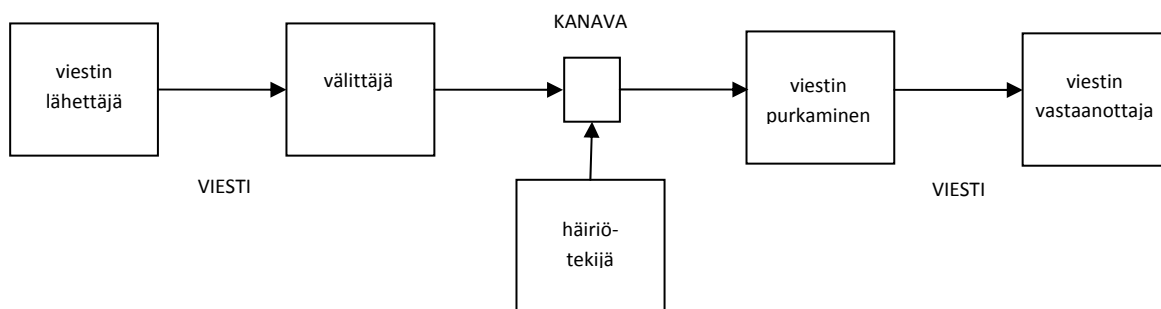 KANAVA
viestin
lähettäjä
välittäjä
viestin
purkaminen
viestin
vastaanottaja
VIESTI
VIESTI
häiriö-
tekijä